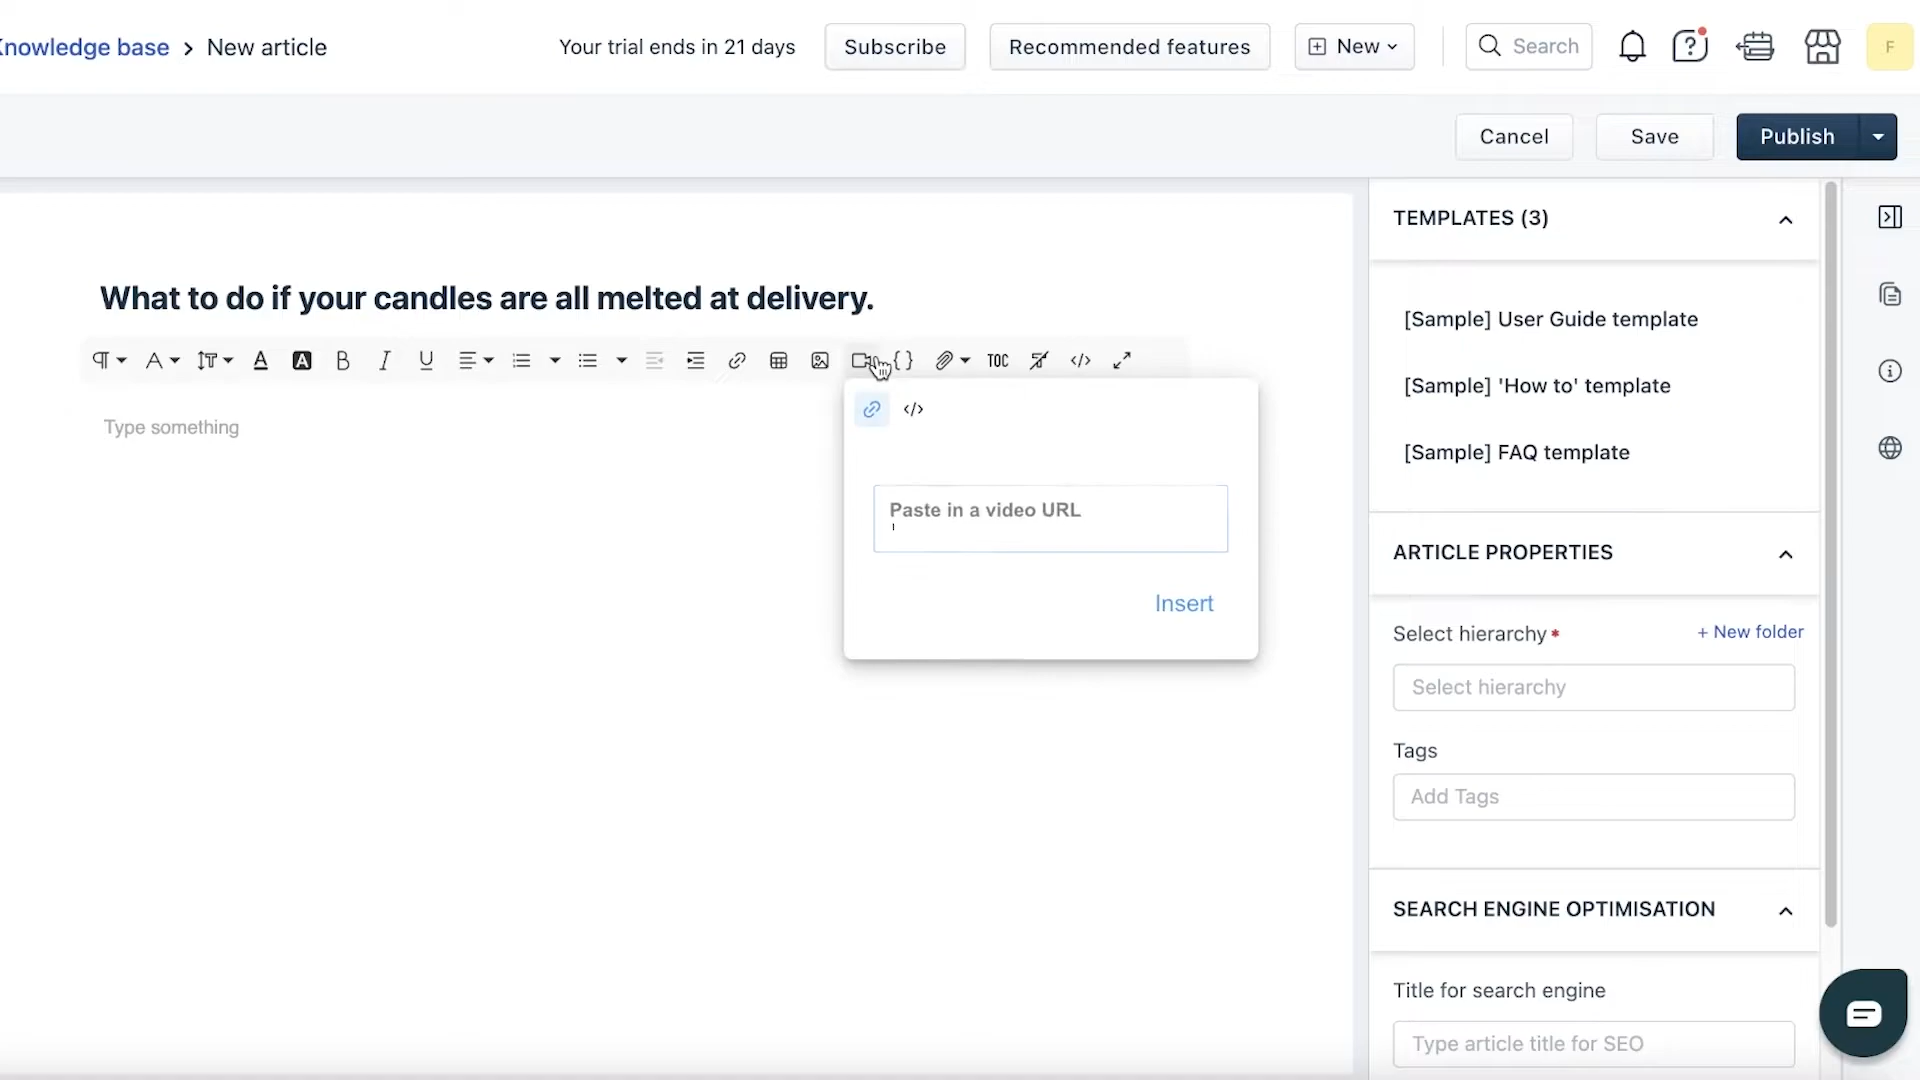 Knowledge base > New article
Your trial ends in 21 days
Subscribe
Recommended features
New
Search
F
Cancel
Save
Publish
What to do if your candles are all melted at delivery.
TOC
Type something
Paste in a video URL
Insert
TEMPLATES (3)
[Sample] User Guide template
[Sample] 'How to' template
[Sample] FAQ template
ARTICLE PROPERTIES
Select hierarchy*
+ New folder
Select hierarchy
Tags
Add Tags
SEARCH ENGINE OPTIMISATION
Title for search engine
Type article title for SEO